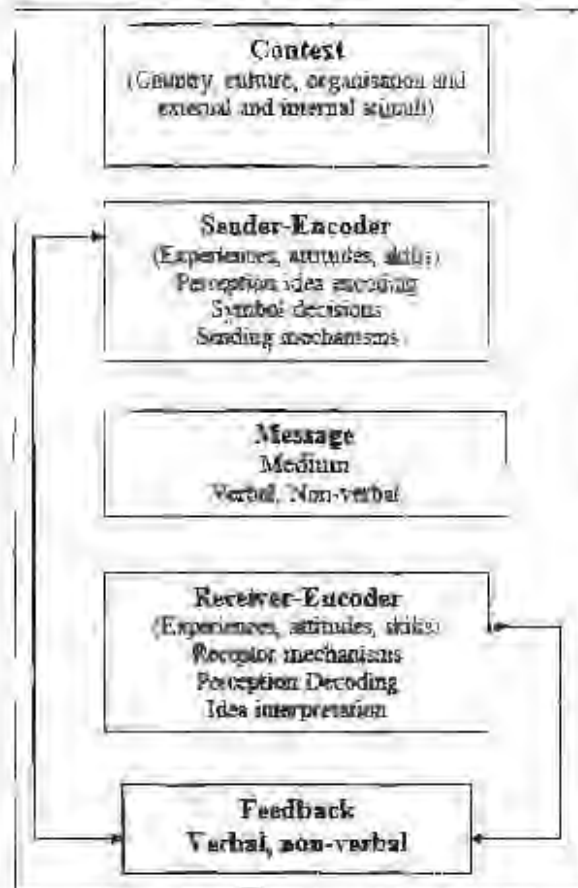 Context
(Country, culture, organisation and
external and internal stimuli)
Sender-Encoder
(Experiences, attitudes, skills)
Perception idea encoding
Symbol decisions
Sending mechanisms
Message
Medium
Verbal, Non-verbal
Receiver-Encoder
(Experiences, attitudes, skills)
Receptor mechanisms
Perception Decoding
Idea interpretation
Feedback
Verbal, non-verbal